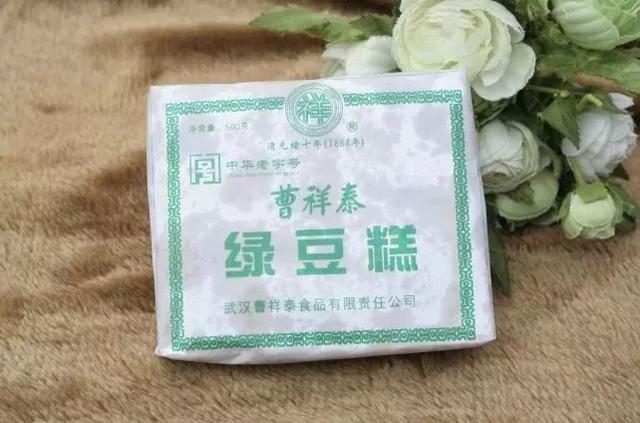 祥
®
净含量:500克
清光绪十年(1884年)
中华老字号
曹祥泰
绿豆糕
武汉曹祥泰食品有限责任公司